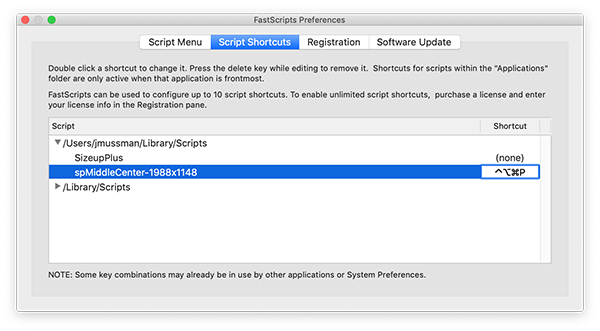 FastScripts Preferences
Script Menu Script Shortcuts Registration Software Update
Double click a shortcut to change it. Press the delete key while editing to remove it.  Shortcuts for scripts within the "Applications"
folder are only active when that application is frontmost.
FastScripts can be used to configure up to 10 script shortcuts. To enable unlimited script shortcuts,  purchase a license and enter
your license info in the Registration pane.
Script Shortcut
/Users/jmussman/Library/Scripts
SizeupPlus (none)
spMiddleCenter-1988x1148 ^⌥⌘P
/Library/Scripts
NOTE: Some key combinations may already be in use by other applications or System Preferences.